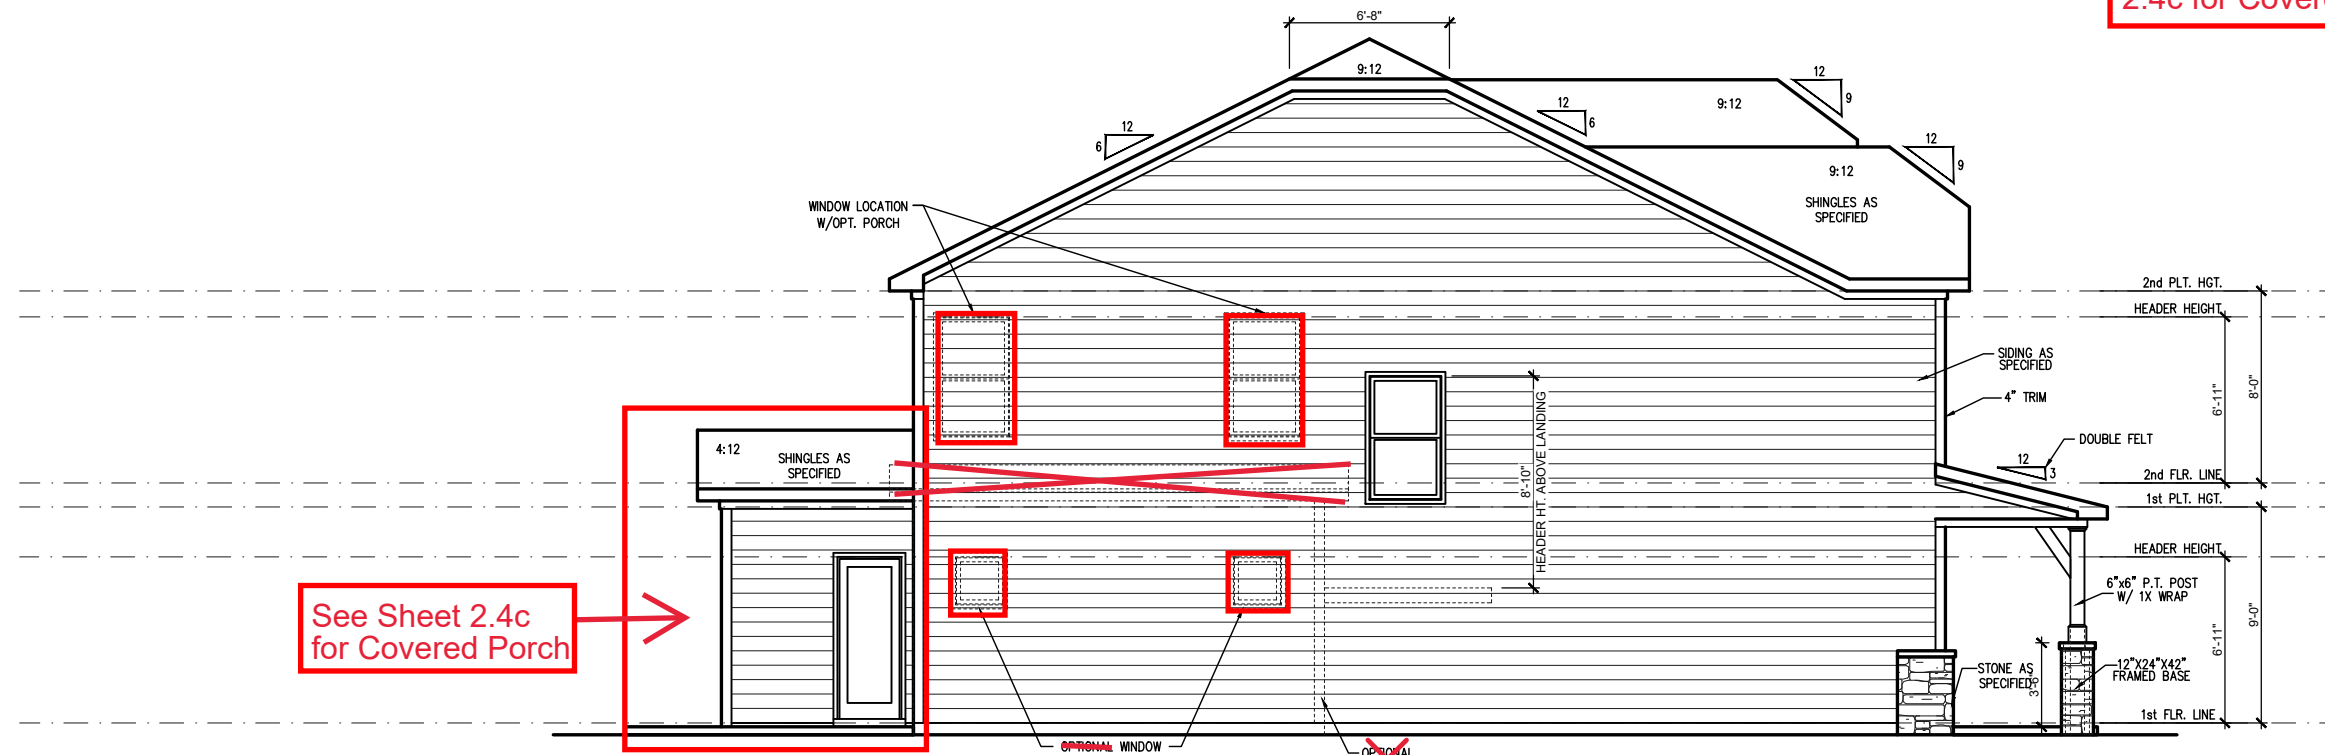 2.4c for Covere
6'-8"
9:12
12
6
12
6
9:12
12
9
12
9
9:12
SHINGLES AS
SPECIFIED
WINDOW LOCATION
W/OPT. PORCH
2nd PLT. HGT.
HEADER HEIGHT
SIDING AS
SPECIFIED
4" TRIM
6'-11"
8'-0"
DOUBLE FELT
12
3
2nd FLR. LINE
1st PLT. HGT.
4:12
SHINGLES AS
SPECIFIED
8'-10"
HEADER HT. ABOVE LANDING
HEADER HEIGHT
6"x6" P.T. POST
W/ 1X WRAP
6'-11"
9'-0"
See Sheet 2.4c
for Covered Porch
STONE AS
SPECIFIED
3'-6"
12"X24"X42"
FRAMED BASE
1st FLR. LINE
OPTIONAL WINDOW
OPTIONAL